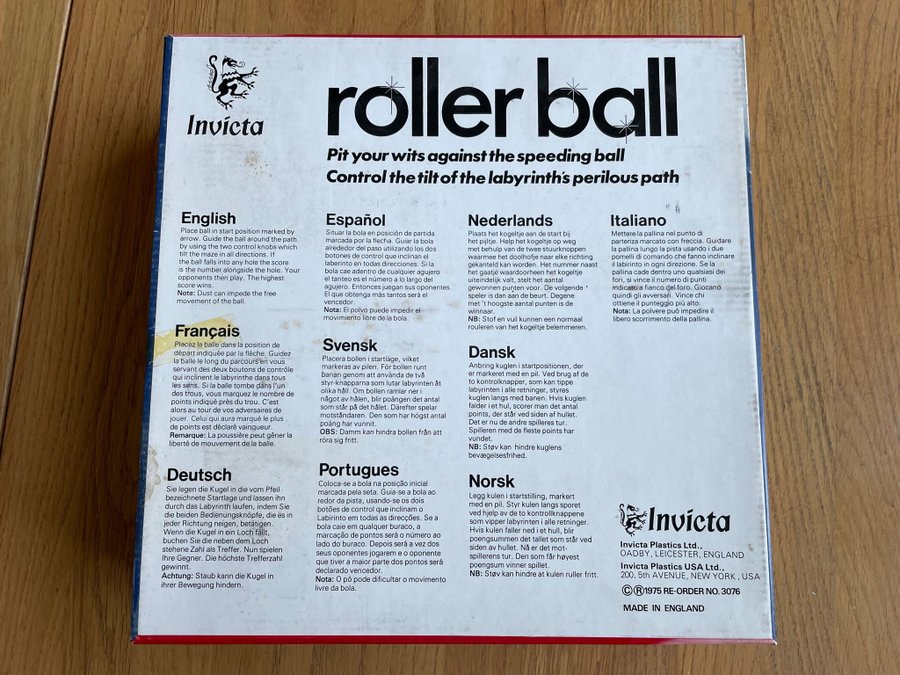 Invicta
roller ball
Pit your wits against the speeding ball
Control the tilt of the labyrinth's perilous path
English
Place ball in start position marked by
arrow. Guide the ball around the path
by using the two control knobs which
tilt the maze in all directions. If
the ball falls into any hole the score
is the number alongside the hole. Your
opponents then play. The highest
score wins.
Note: Dust can impede the free
movement of the ball.
Français
Placez la balle dans la position de
départ indiquée par la flêche. Guidez
la balle le long du parcours en vous
servant des deux boutons de contrôle
qui inclinent le labyrinthe dans tous
les sens. Si la balle tombe dans l'un
des trous, vous marquez le nombre de
points indiqué près du trou. C'est
alors au tour de vos adversaires de
jouer. Celui qui aura marqué le plus
de points est déclaré vainqueur.
Remarque: La poussière peut gêner la
liberté de mouvement de la balle.
Deutsch
Sie legen die Kugel in die vom Pfeil
bezeichnete Startlage und lassen ihn
durch das Labyrinth laufen, indem Sie
die beiden Bedienungsknöpfe, die es in
jeder Richtung neigen, betätigen.
Wenn die Kugel in ein Loch fällt,
buchen Sie die neben dem Loch
stehene Zahl als Treffer. Nun spielen
Ihre Gegner. Die höchste Trefferzahl
gewinnt.
Achtung: Staub kann die Kugel in
ihrer Bewegung hindern.
Español
Situar la bola en posición de partida
marcada por la flecha. Guiar la bola
alrededor del paso utilizando los dos
botones de control que inclinan el
laberinto en todas direcciones. Si la
bola cae adentro de cualquier agujero
el tanteo es el número a lo largo del
agujero. Entonces juegan sus oponentes.
El que obtenga más tantos será el
vencedor.
Nota: El polvo puede impedir el
movimiento libre de la bola.
Svensk
Placera bollen i startläge, vilket
markeras av pilen. För bollen runt
banan genom att använda de två
styr-knapparna som lutar labyrinten åt
olika håll. Om bollen ramlar ner i
något av hålen, blir poängen det antal
som står på det hålet. Därefter spelar
motståndaren. Den som har högst antal
poäng har vunnit.
OBS: Damm kan hindra bollen från att
röra sig fritt.
Portugues
Coloca-se a bola na posição inicial
marcada pela seta. Guia-se a bola ao
redor da pista, usando-se os dois
botões de control que inclinam o
Labirinto em todas as direcções. Se a
bola caie em qualquer buraco, a
marcação de pontos será o número ao
lado do buraco. Depois será a vez dos
seus oponentes jogarem e o oponente
que tiver a maior parte dos pontos será
declarado vencedor.
Nota: O pó pode dificultar o movimento
livre da bola.
Nederlands
Plaats het kogeltje aan de start bij
het pijltje. Help het kogeltje op weg
met behulp van de twee stuurknoppen
waarmee het doolhofje naar elke richting
gekanteld kan worden. Het nummer naast
het gaatje waardoorheen het kogeltje
uiteindelijk valt, stelt het aantal
gewonnen punten voor. De volgende
speler is dan aan de beurt. Degene
met 't hoogste aantal punten is de
winnaar.
NB: Stof en vuil kunnen een normaal
rouleren van het kogeltje belemmeren.
Dansk
Anbring kuglen i startpositionen, der
er markeret med en pil. Ved brug af de
to kontrolknapper, som kan tippe
labyrinten i alle retninger, styres
kuglen langs med banen. Hvis kuglen
falder i et hul, scorer man det antal
points, der står ved siden af hullet.
Det er nu de andre spilleres tur.
Spilleren med de fleste points har
vundet.
NB: Støv kan hindre kuglens
bevægelsesfrihed.
Norsk
Legg kulen i startstilling, markert
med en pil. Styr kulen langs sporet
ved hjelp av de to kontrollknappene
som vipper labyrinten i alle retningene.
Hvis kulen faller ned i et hull, blir
poengsummen det tallet som står ved
siden av hullet. Nå er det mot-
spillerens tur. Den som får høyest
poengsum vinner spillet.
NB: Støv kan hindre at kulen ruller fritt.
Italiano
Mettere la pallina nel punto di
partenza marcato con freccia. Guidare
la pallina lungo la pista usando i due
pomelli di comando che fanno inclinare
il labirinto in ogni direzione. Se la
pallina cade dentro uno qualsiasi dei
fori, si vince il numero di punti
indicato a fianco del foro. Giocano
quindi gli avversari. Vince chi
ottiene il punteggio più alto.
Nota: La polvere può impedire il
libero scorrimento della pallina.
Invicta
Invicta Plastics Ltd.,
OADBY, LEICESTER, ENGLAND
Invicta Plastics USA Ltd.,
200, 5th AVENUE, NEW YORK, USA
©®1975 RE-ORDER NO. 3076
MADE IN ENGLAND